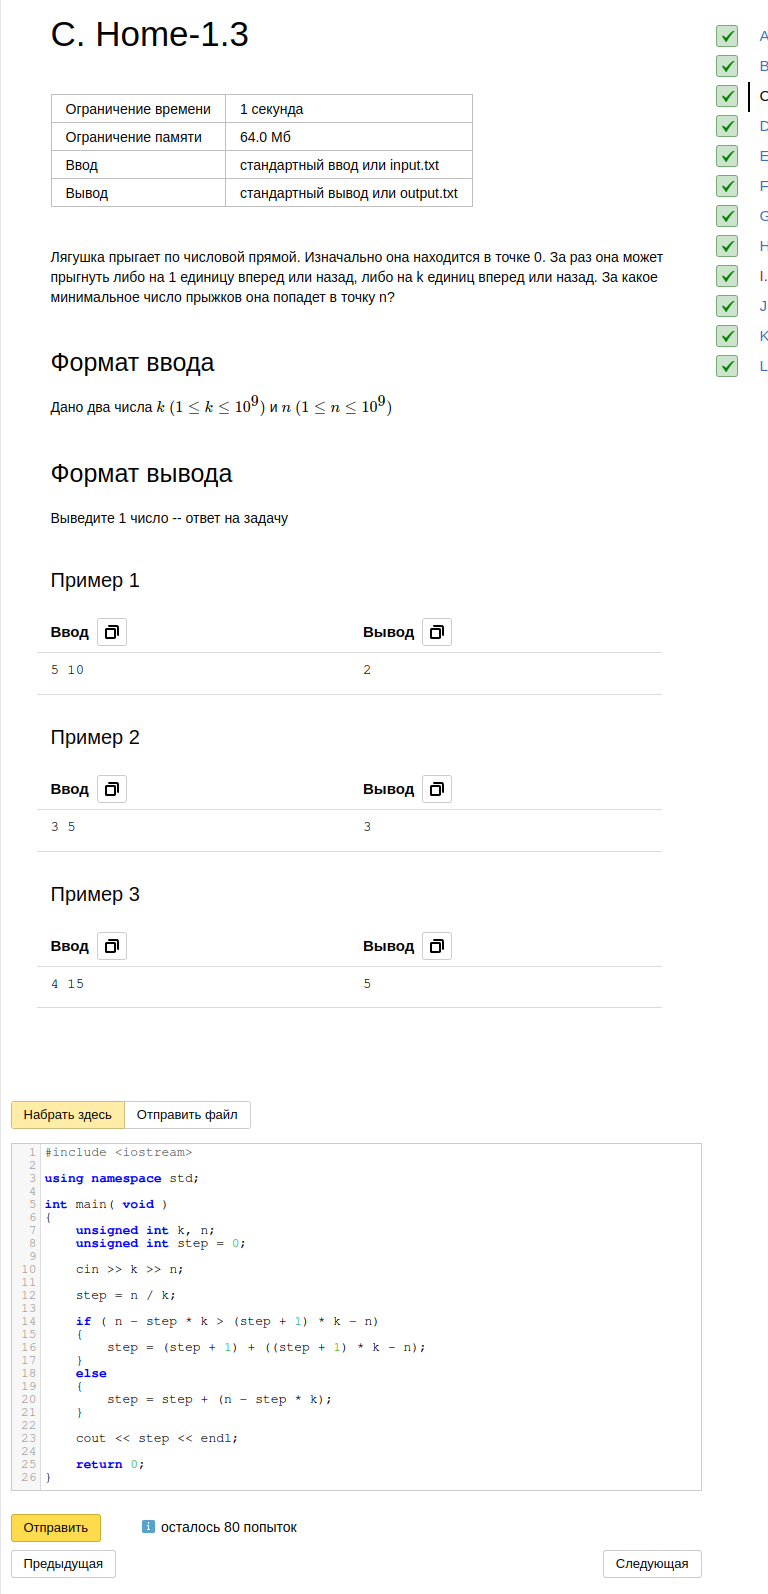 C. Home-1.3
Ограничение времени 1 секунда
Ограничение памяти 64.0 Мб
Ввод стандартный ввод или input.txt
Вывод стандартный вывод или output.txt
Лягушка прыгает по числовой прямой. Изначально она находится в точке 0. За раз она может
прыгнуть либо на 1 единицу вперед или назад, либо на k единиц вперед или назад. За какое
минимальное число прыжков она попадет в точку n?
Формат ввода
Дано два числа k (1 ≤ k ≤ 10⁹) и n (1 ≤ n ≤ 10⁹)
Формат вывода
Выведите 1 число -- ответ на задачу
Пример 1
Ввод Вывод
5 10 2
Пример 2
Ввод Вывод
3 5 3
Пример 3
Ввод Вывод
4 15 5
Набрать здесь Отправить файл
1 #include <iostream>
2
3 using namespace std;
4
5 int main( void )
6 {
7     unsigned int k, n;
8     unsigned int step = 0;
9
10     cin >> k >> n;
11
12     step = n / k;
13
14     if ( n - step * k > (step + 1) * k - n)
15     {
16         step = (step + 1) + ((step + 1) * k - n);
17     }
18     else
19     {
20         step = step + (n - step * k);
21     }
22
23     cout << step << endl;
24
25     return 0;
26 }
Отправить i осталось 80 попыток
Предыдущая Следующая
A
B
C
D
E
F
G
H
I.
J
K
L